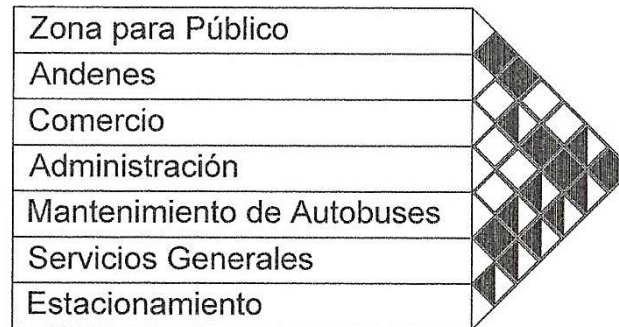 Zona para Público
Andenes
Comercio
Administración
Mantenimiento de Autobuses
Servicios Generales
Estacionamiento